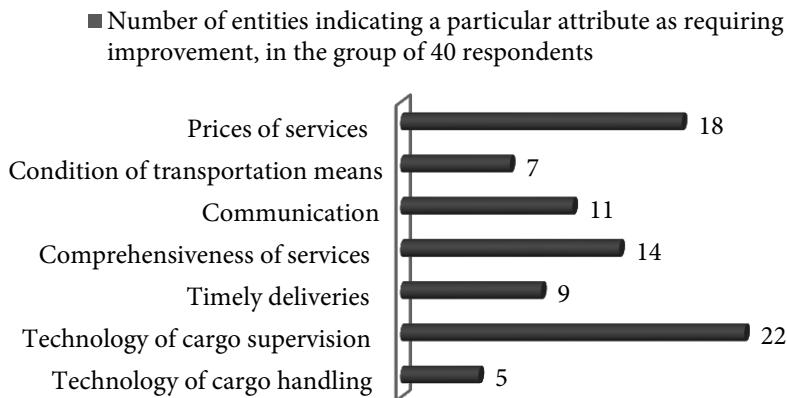 Number of entities indicating a particular attribute as requiring
improvement, in the group of 40 respondents
Prices of services 18
Condition of transportation means 7
Communication 11
Comprehensiveness of services 14
Timely deliveries 9
Technology of cargo supervision 22
Technology of cargo handling 5